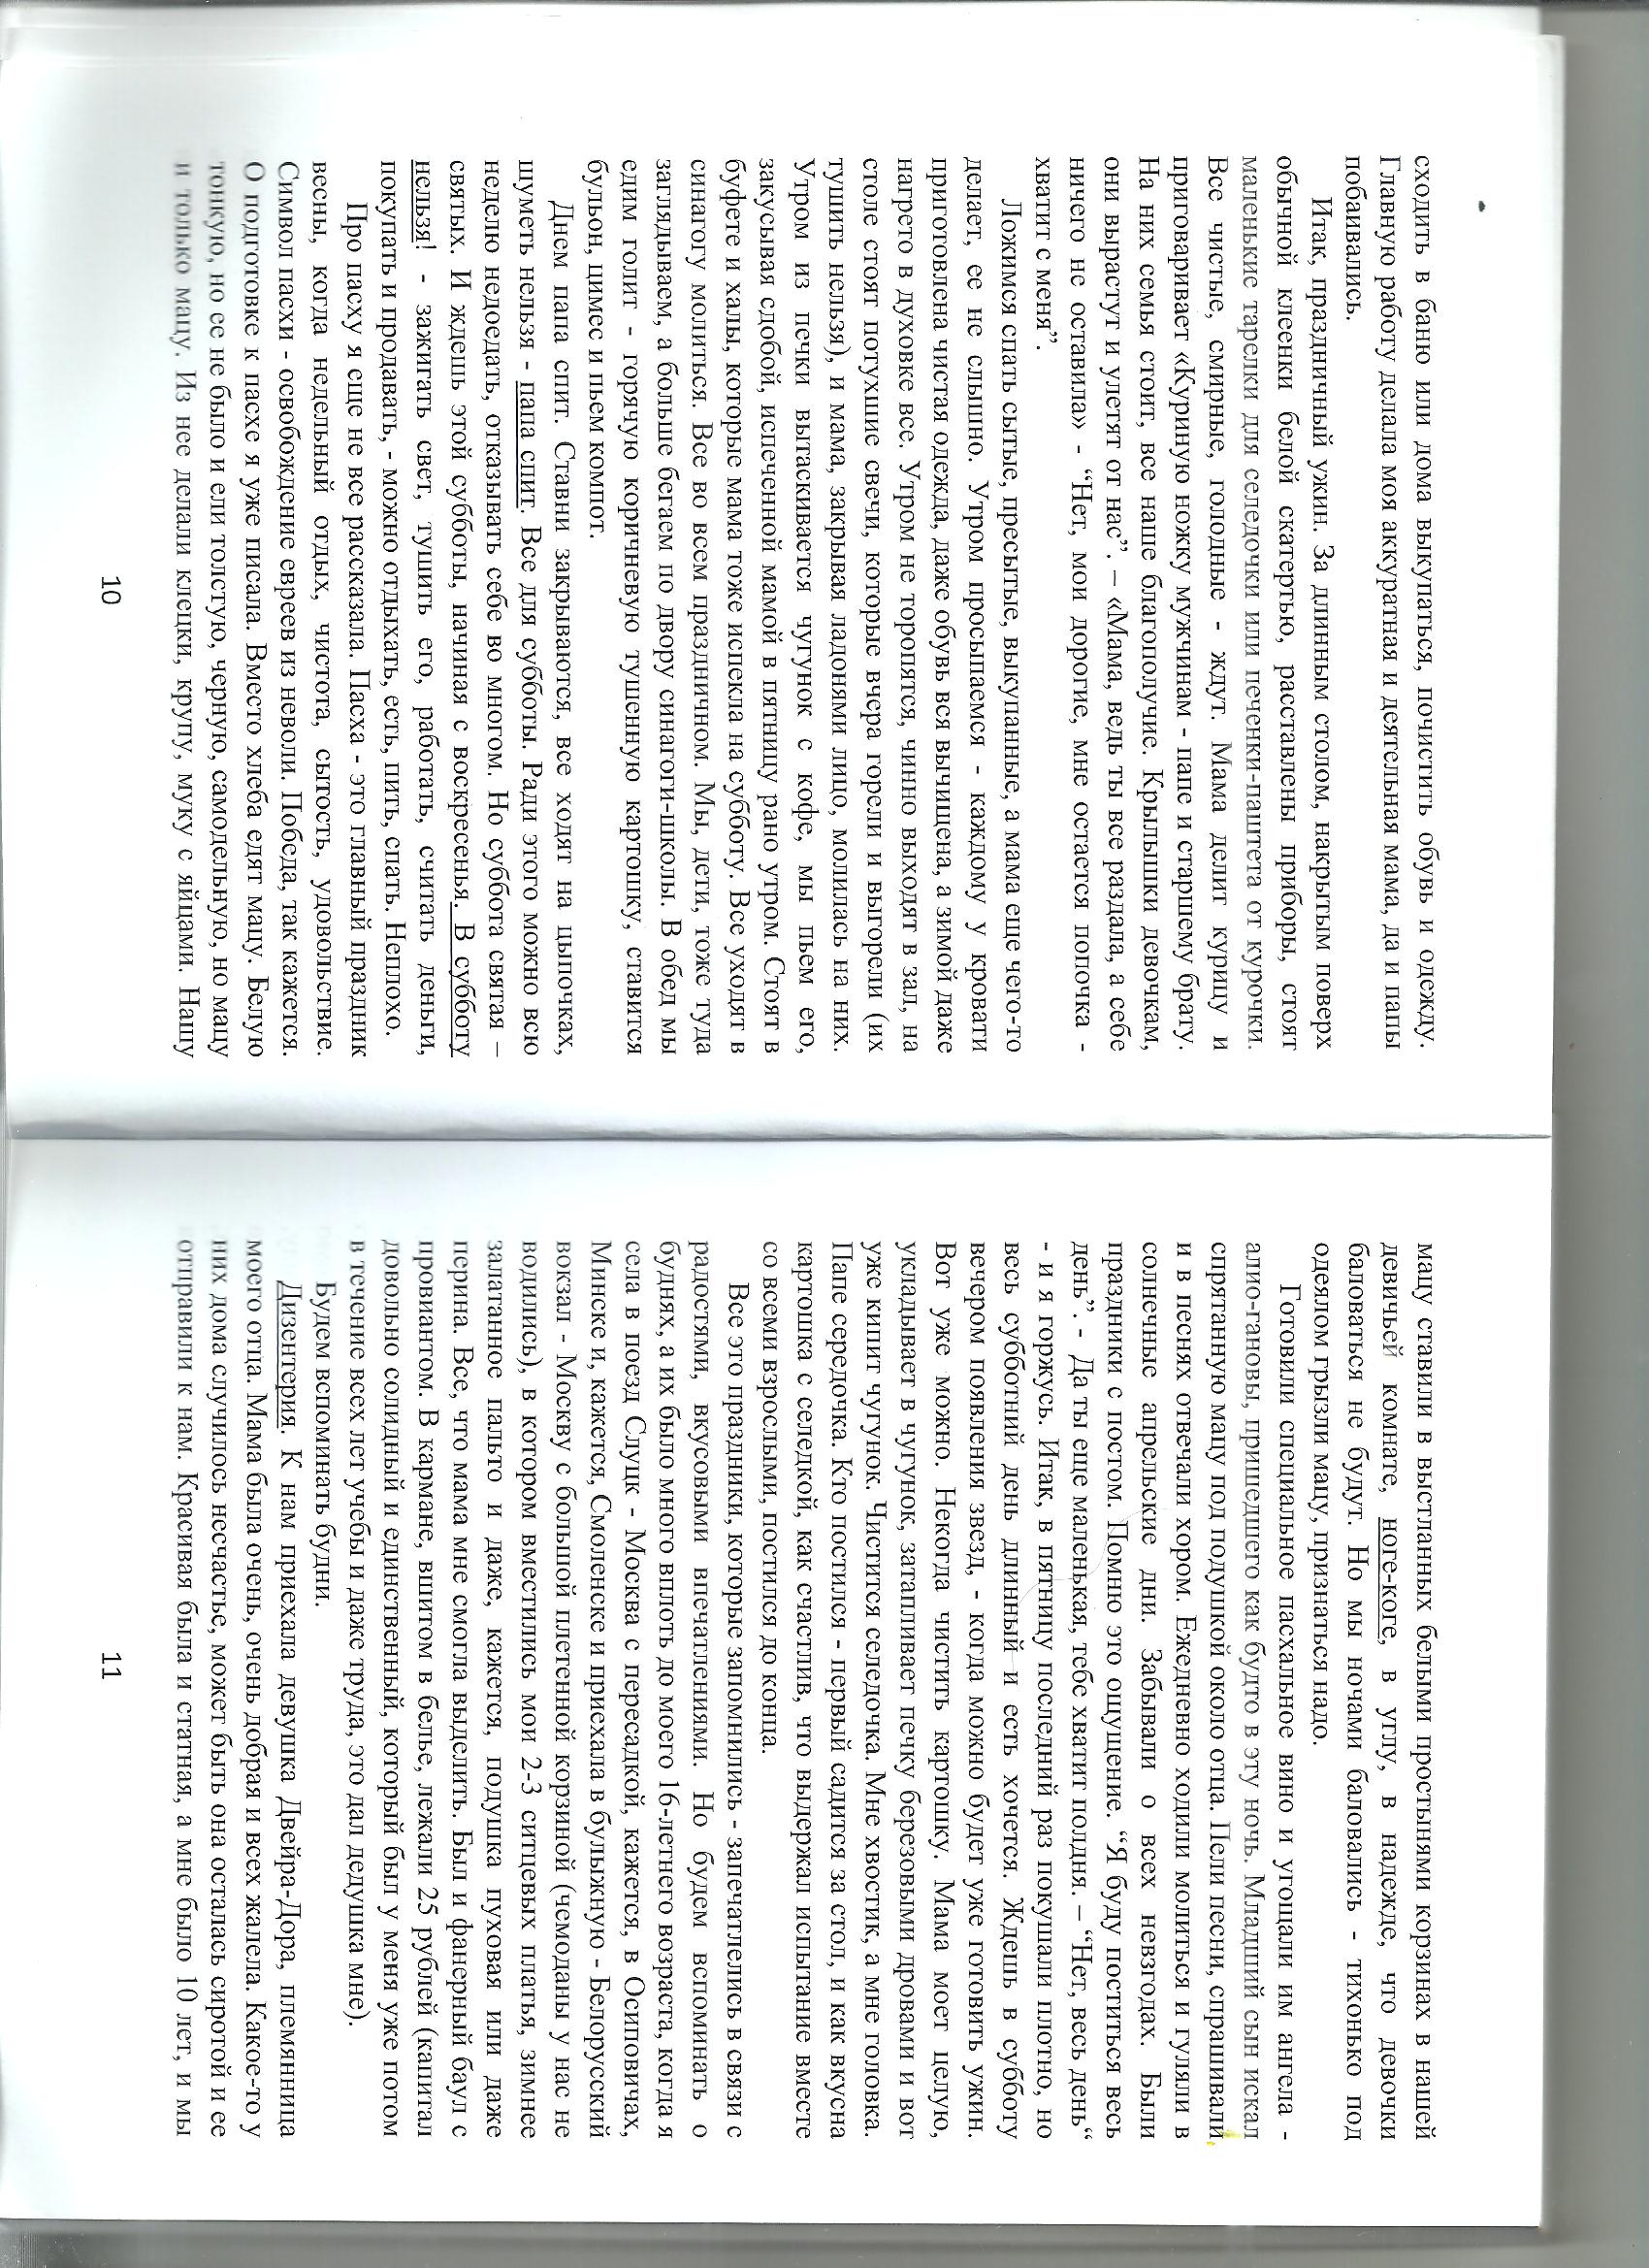 сходить в баню или дома выкупаться, почистить обувь и одежду.
Главную работу делала моя аккуратная и деятельная мама, да и папы
побаивались.
Итак, праздничный ужин. За длинным столом, накрытым поверх
обычной клеенки белой скатертью, расставлены приборы, стоят
маленькие тарелки для селедочки или печенки-паштета от курочки.
Все чистые, смирные, голодные - ждут. Мама делит курицу и
приговаривает «Куриную ножку мужчинам - папе и старшему брату.
На них семья стоит, все наше благополучие. Крылышки девочкам,
они вырастут и улетят от нас”. – «Мама, ведь ты все раздала, а себе
ничего не оставила» - “Нет, мои дорогие, мне остается попочка -
хватит с меня”.
Ложимся спать сытые, пресытые, выкупанные, а мама еще чего-то
делает, ее не слышно. Утром просыпаемся - каждому у кровати
приготовлена чистая одежда, даже обувь вся вычищена, а зимой даже
нагрето в духовке все. Утром не торопятся, чинно выходят в зал, на
столе стоят потухшие свечи, которые вчера горели и выгорели (их
тушить нельзя), и мама, закрывая ладонями лицо, молилась на них.
Утром из печки вытаскивается чугунок с кофе, мы пьем его,
закусывая сдобой, испеченной мамой в пятницу рано утром. Стоят в
буфете и халы, которые мама тоже испекла на субботу. Все уходят в
синагогу молиться. Все во всем праздничном. Мы, дети, тоже туда
заглядываем, а больше бегаем по двору синагоги-школы. В обед мы
едим голит - горячую коричневую тушенную картошку, ставится
бульон, цимес и пьем компот.
Днем папа спит. Ставни закрываются, все ходят на цыпочках,
шуметь нельзя - папа спит. Все для субботы. Ради этого можно всю
неделю недоедать, отказывать себе во многом. Но суббота святая –
святых. И ждешь этой субботы, начиная с воскресенья. В субботу
нельзя! - зажигать свет, тушить его, работать, считать деньги,
покупать и продавать, - можно отдыхать, есть, пить, спать. Неплохо.
Про пасху я еще не все рассказала. Пасха - это главный праздник
весны, когда недельный отдых, чистота, сытость, удовольствие.
Символ пасхи - освобождение евреев из неволи. Победа, так кажется.
О подготовке к пасхе я уже писала. Вместо хлеба едят мацу. Белую
тонкую, но ее не было и ели толстую, черную, самодельную, но мацу
и только мацу. Из нее делали клецки, крупу, муку с яйцами. Нашу
10
мацу ставили в выстланных белыми простынями корзинах в нашей
девичьей комнате, ноге-коге, в углу, в надежде, что девочки
баловаться не будут. Но мы ночами баловались - тихонько под
одеялом грызли мацу, признаться надо.
Готовили специальное пасхальное вино и угощали им ангела -
алио-гановы, пришедшего как будто в эту ночь. Младший сын искал
спрятанную мацу под подушкой около отца. Пели песни, спрашивали,
и в песнях отвечали хором. Ежедневно ходили молиться и гуляли в
солнечные апрельские дни. Забывали о всех невзгодах. Были
праздники с постом. Помню это ощущение. “Я буду поститься весь
день”. - Да ты еще маленькая, тебе хватит полдня. – “Нет, весь день“
- и я горжусь. Итак, в пятницу последний раз покушали плотно, но
весь субботний день длинный и есть хочется. Ждешь в субботу
вечером появления звезд, - когда можно будет уже готовить ужин.
Вот уже можно. Некогда чистить картошку. Мама моет целую,
укладывает в чугунок, затапливает печку березовыми дровами и вот
уже кипит чугунок. Чистится селедочка. Мне хвостик, а мне головка.
Папе середочка. Кто постился - первый садится за стол, и как вкусна
картошка с селедкой, как счастлив, что выдержал испытание вместе
со всеми взрослыми, постился до конца.
Все это праздники, которые запомнились - запечатлелись в связи с
радостями, вкусовыми впечатлениями. Но будем вспоминать о
буднях, а их было много вплоть до моего 16-летнего возраста, когда я
села в поезд Слуцк - Москва с пересадкой, кажется, в Осиповичах,
Минске и, кажется, Смоленске и приехала в булыжную - Белорусский
вокзал - Москву с большой плетенной корзиной (чемоданы у нас не
водились), в котором вместились мои 2-3 ситцевых платья, зимнее
залатанное пальто и даже, кажется, подушка пуховая или даже
перина. Все, что мама мне смогла выделить. Был и фанерный баул с
провиантом. В кармане, вшитом в белье, лежали 25 рублей (капитал
довольно солидный и единственный, который был у меня уже потом
в течение всех лет учебы и даже труда, это дал дедушка мне).
Будем вспоминать будни.
Дизентерия. К нам приехала девушка Двейра-Дора, племянница
моего отца. Мама была очень, очень добрая и всех жалела. Какое-то у
них дома случилось несчастье, может быть она осталась сиротой и ее
отправили к нам. Красивая была и статная, а мне было 10 лет, и мы
11